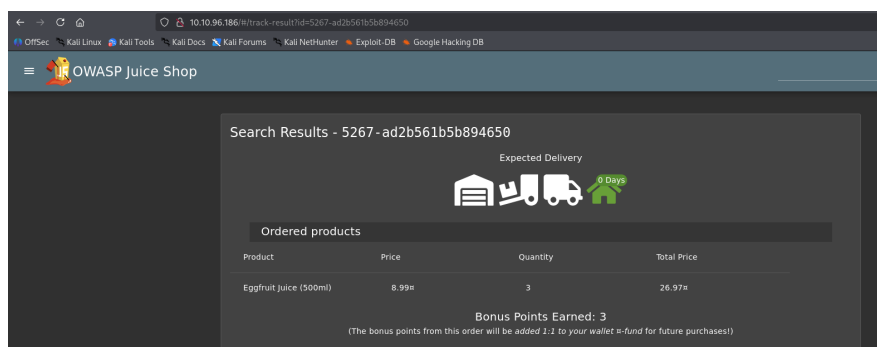 10.10.96.186/#/track-result?id=5267-ad2b561b5b894650
OffSec Kali Linux Kali Tools Kali Docs Kali Forums Kali NetHunter Exploit-DB Google Hacking DB
OWASP Juice Shop
Search Results - 5267-ad2b561b5b894650
Expected Delivery
0 Days
Ordered products
Product Price Quantity Total Price
Eggfruit Juice (500ml) 8.99¤ 3 26.97¤
Bonus Points Earned: 3
(The bonus points from this order will be added 1:1 to your wallet ¤-fund for future purchases!)